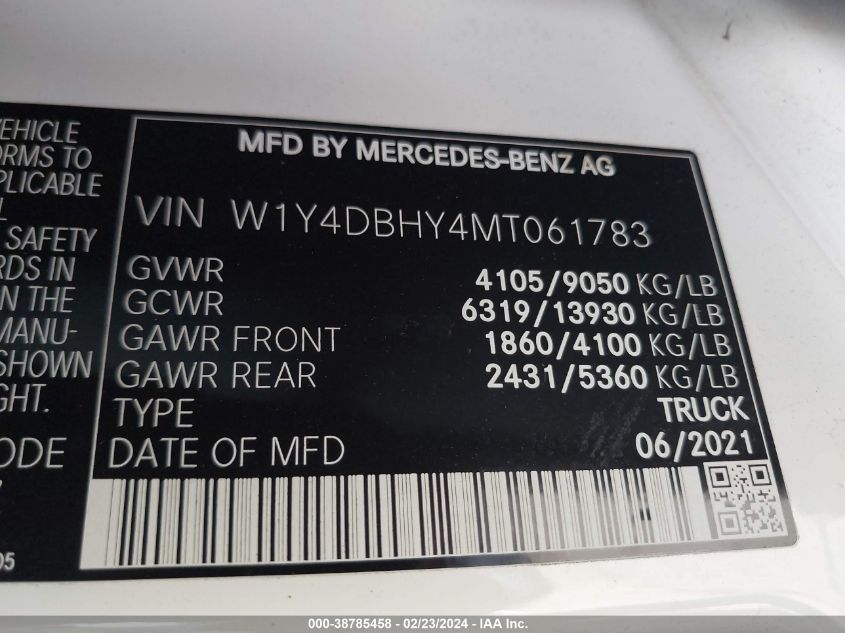 MFD BY MERCEDES-BENZ AG
VIN W1Y4DBHY4MT061783
GVWR 4105/9050 KG/LB
GCWR 6319/13930 KG/LB
GAWR FRONT 1860/4100 KG/LB
GAWR REAR 2431/5360 KG/LB
TYPE TRUCK
DATE OF MFD 06/2021
EHICLE
ORMS TO
PLICABLE
L
SAFETY
RDS IN
N THE
MANU-
SHOWN
GHT.
ODE
05
000-38785458 - 02/23/2024 - IAA Inc.